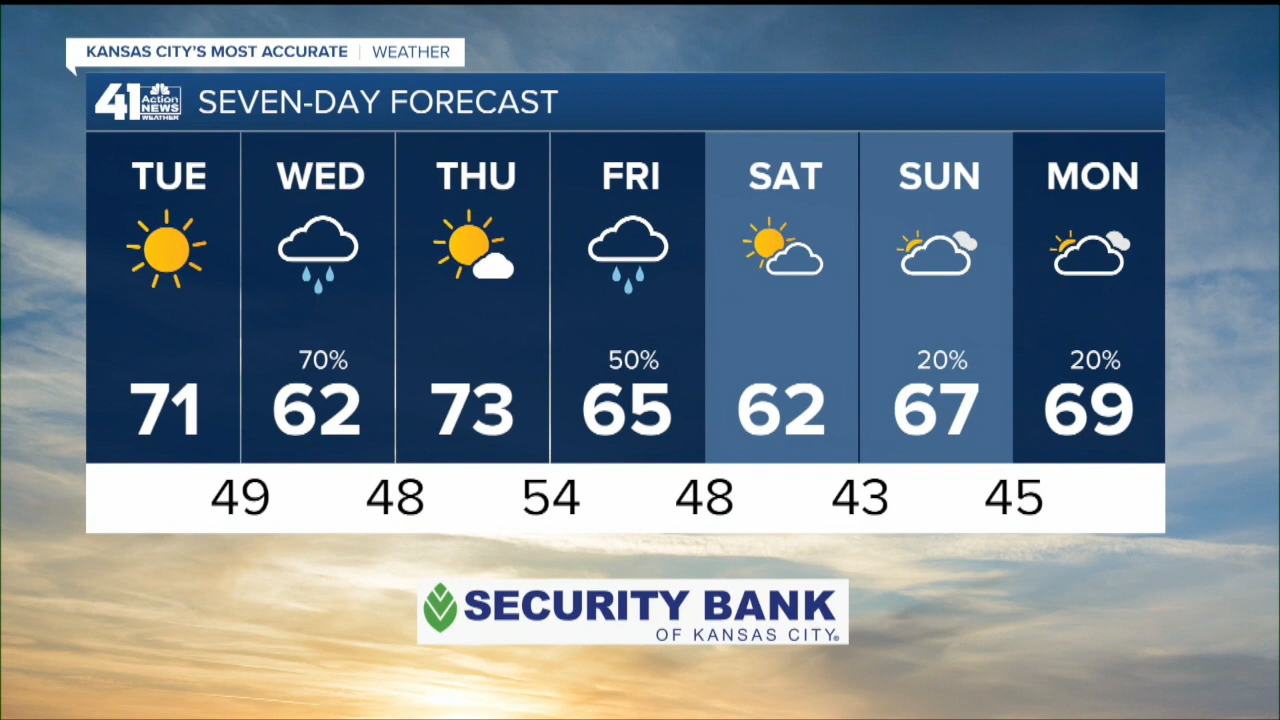 KANSAS CITY'S MOST ACCURATE | WEATHER
41 Action NEWS WEATHER SEVEN-DAY FORECAST
TUE WED THU FRI SAT SUN MON
70% 50% 20% 20%
71 62 73 65 62 67 69
49 48 54 48 43 45
SECURITY BANK
OF KANSAS CITY®